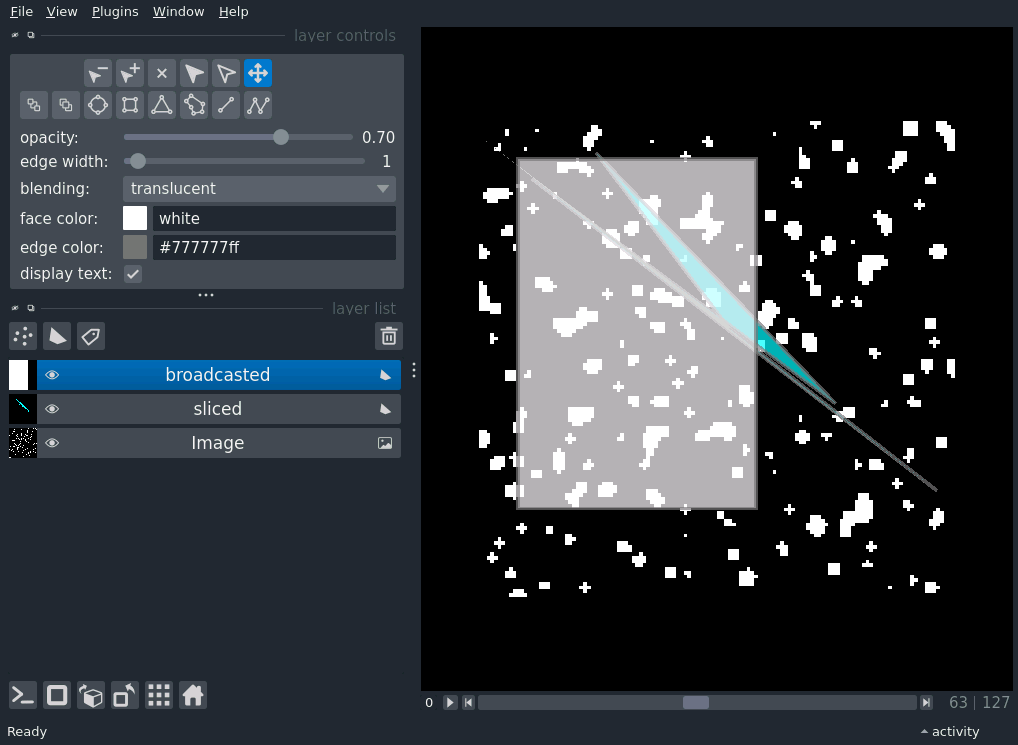 File View Plugins Window Help
layer controls
opacity: 0.70
edge width: 1
blending: translucent
face color: white
edge color: #777777ff
display text:
layer list
broadcasted
sliced
Image
0 63 | 127
Ready activity